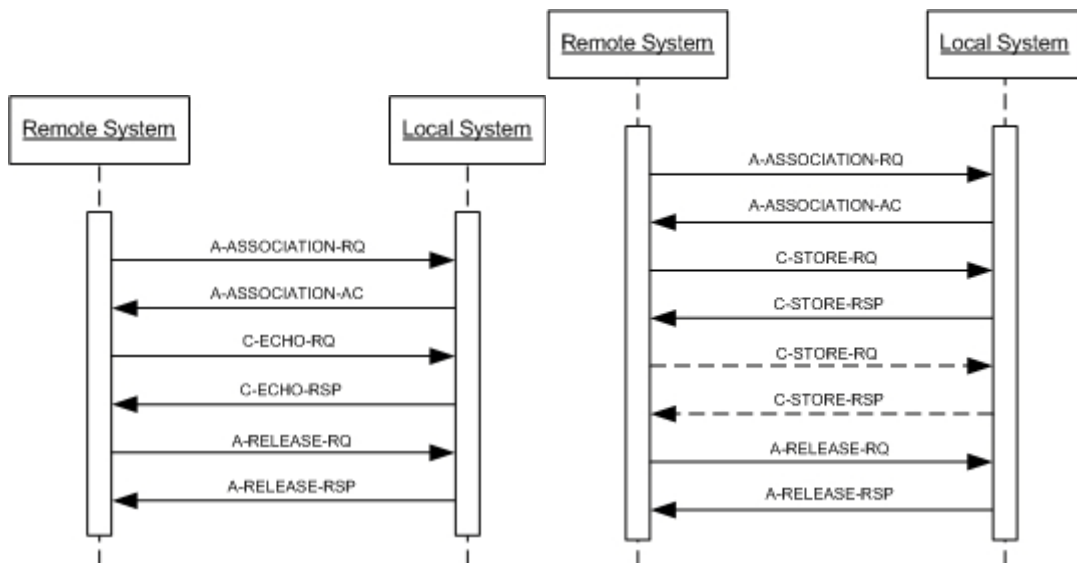 Remote System
Local System
A-ASSOCIATION-RQ
A-ASSOCIATION-AC
C-ECHO-RQ
C-ECHO-RSP
A-RELEASE-RQ
A-RELEASE-RSP
Remote System
Local System
A-ASSOCIATION-RQ
A-ASSOCIATION-AC
C-STORE-RQ
C-STORE-RSP
C-STORE-RQ
C-STORE-RSP
A-RELEASE-RQ
A-RELEASE-RSP